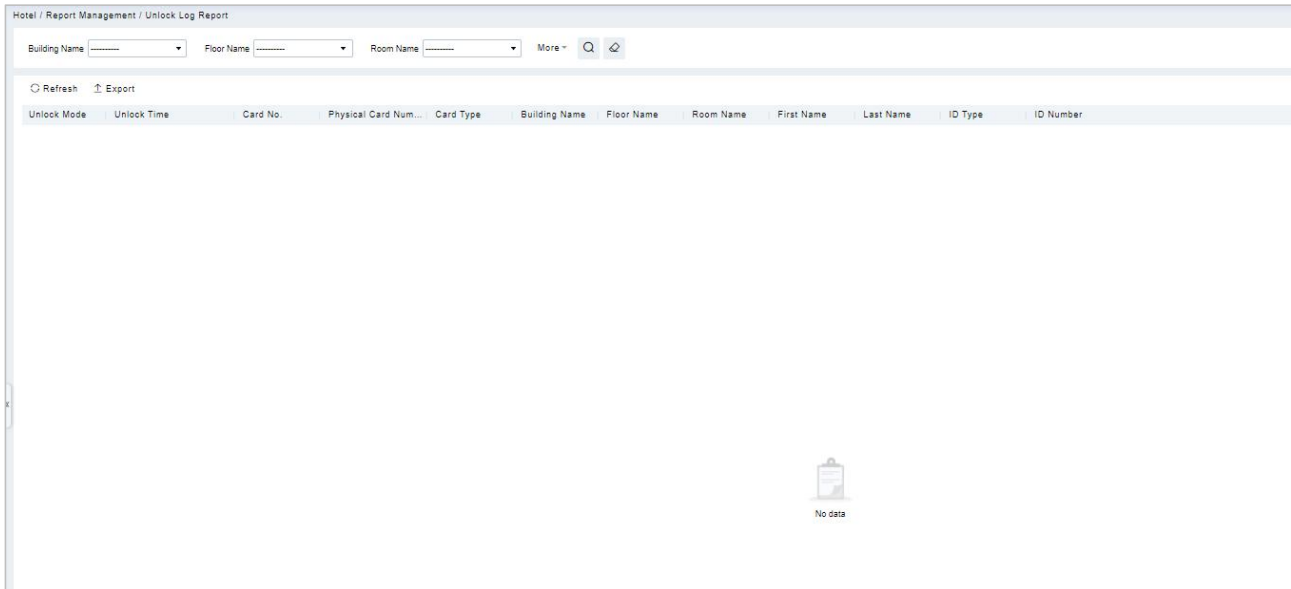 Hotel / Report Management / Unlock Log Report
Building Name ---------- Floor Name ---------- Room Name ---------- More
Refresh Export
Unlock Mode Unlock Time Card No. Physical Card Num... Card Type Building Name Floor Name Room Name First Name Last Name ID Type ID Number
No data